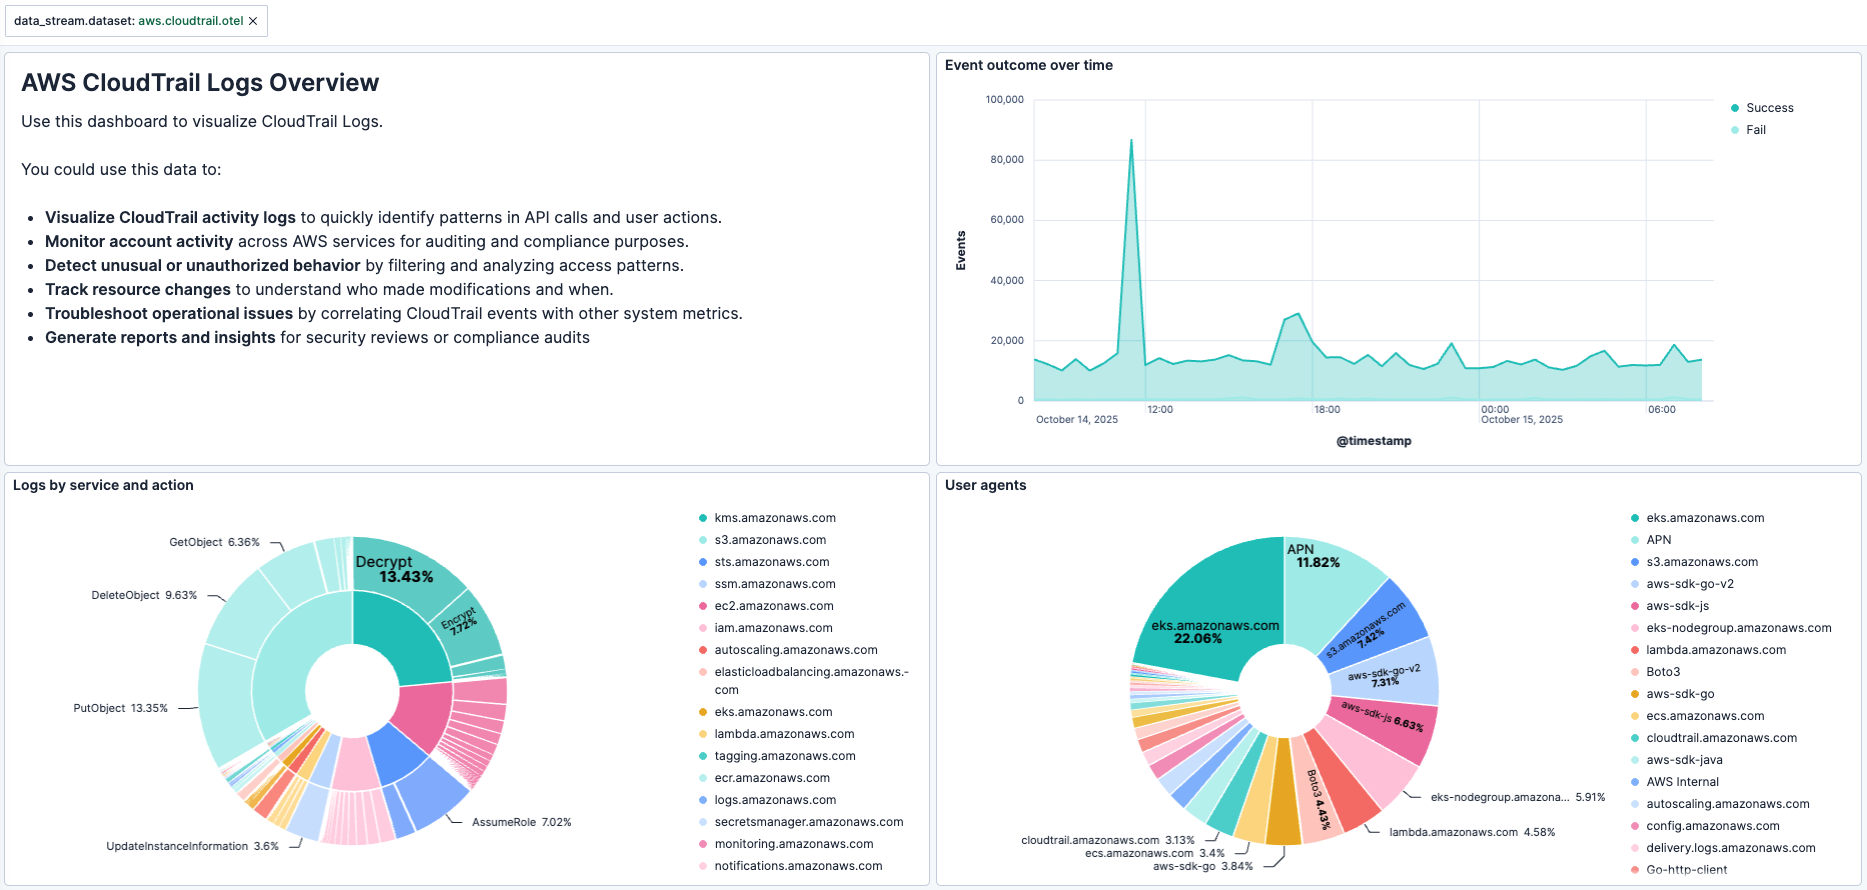 data_stream.dataset: aws.cloudtrail.otel ×
AWS CloudTrail Logs Overview
Use this dashboard to visualize CloudTrail Logs.
You could use this data to:
• Visualize CloudTrail activity logs to quickly identify patterns in API calls and user actions.
• Monitor account activity across AWS services for auditing and compliance purposes.
• Detect unusual or unauthorized behavior by filtering and analyzing access patterns.
• Track resource changes to understand who made modifications and when.
• Troubleshoot operational issues by correlating CloudTrail events with other system metrics.
• Generate reports and insights for security reviews or compliance audits
Event outcome over time
100,000
80,000
60,000
40,000
20,000
0
Events
12:00
18:00
00:00
06:00
October 14, 2025
October 15, 2025
@timestamp
Success
Fail
Logs by service and action
GetObject 6.36%
DeleteObject 9.63%
PutObject 13.35%
UpdateInstanceInformation 3.6%
AssumeRole 7.02%
Decrypt
13.43%
Encrypt
7.72%
kms.amazonaws.com
s3.amazonaws.com
sts.amazonaws.com
ssm.amazonaws.com
ec2.amazonaws.com
iam.amazonaws.com
autoscaling.amazonaws.com
elasticloadbalancing.amazonaws.-
com
eks.amazonaws.com
lambda.amazonaws.com
tagging.amazonaws.com
ecr.amazonaws.com
logs.amazonaws.com
secretsmanager.amazonaws.com
monitoring.amazonaws.com
notifications.amazonaws.com
User agents
eks.amazonaws.com
22.06%
APN
11.82%
s3.amazonaws.com
7.42%
aws-sdk-go-v2
7.31%
aws-sdk-js 6.63%
eks-nodegroup.amazona... 5.91%
lambda.amazonaws.com 4.58%
Boto3 4.43%
aws-sdk-go 3.84%
ecs.amazonaws.com 3.4%
cloudtrail.amazonaws.com 3.13%
eks.amazonaws.com
APN
s3.amazonaws.com
aws-sdk-go-v2
aws-sdk-js
eks-nodegroup.amazonaws.com
lambda.amazonaws.com
Boto3
aws-sdk-go
ecs.amazonaws.com
cloudtrail.amazonaws.com
aws-sdk-java
AWS Internal
autoscaling.amazonaws.com
config.amazonaws.com
delivery.logs.amazonaws.com
Go-http-client